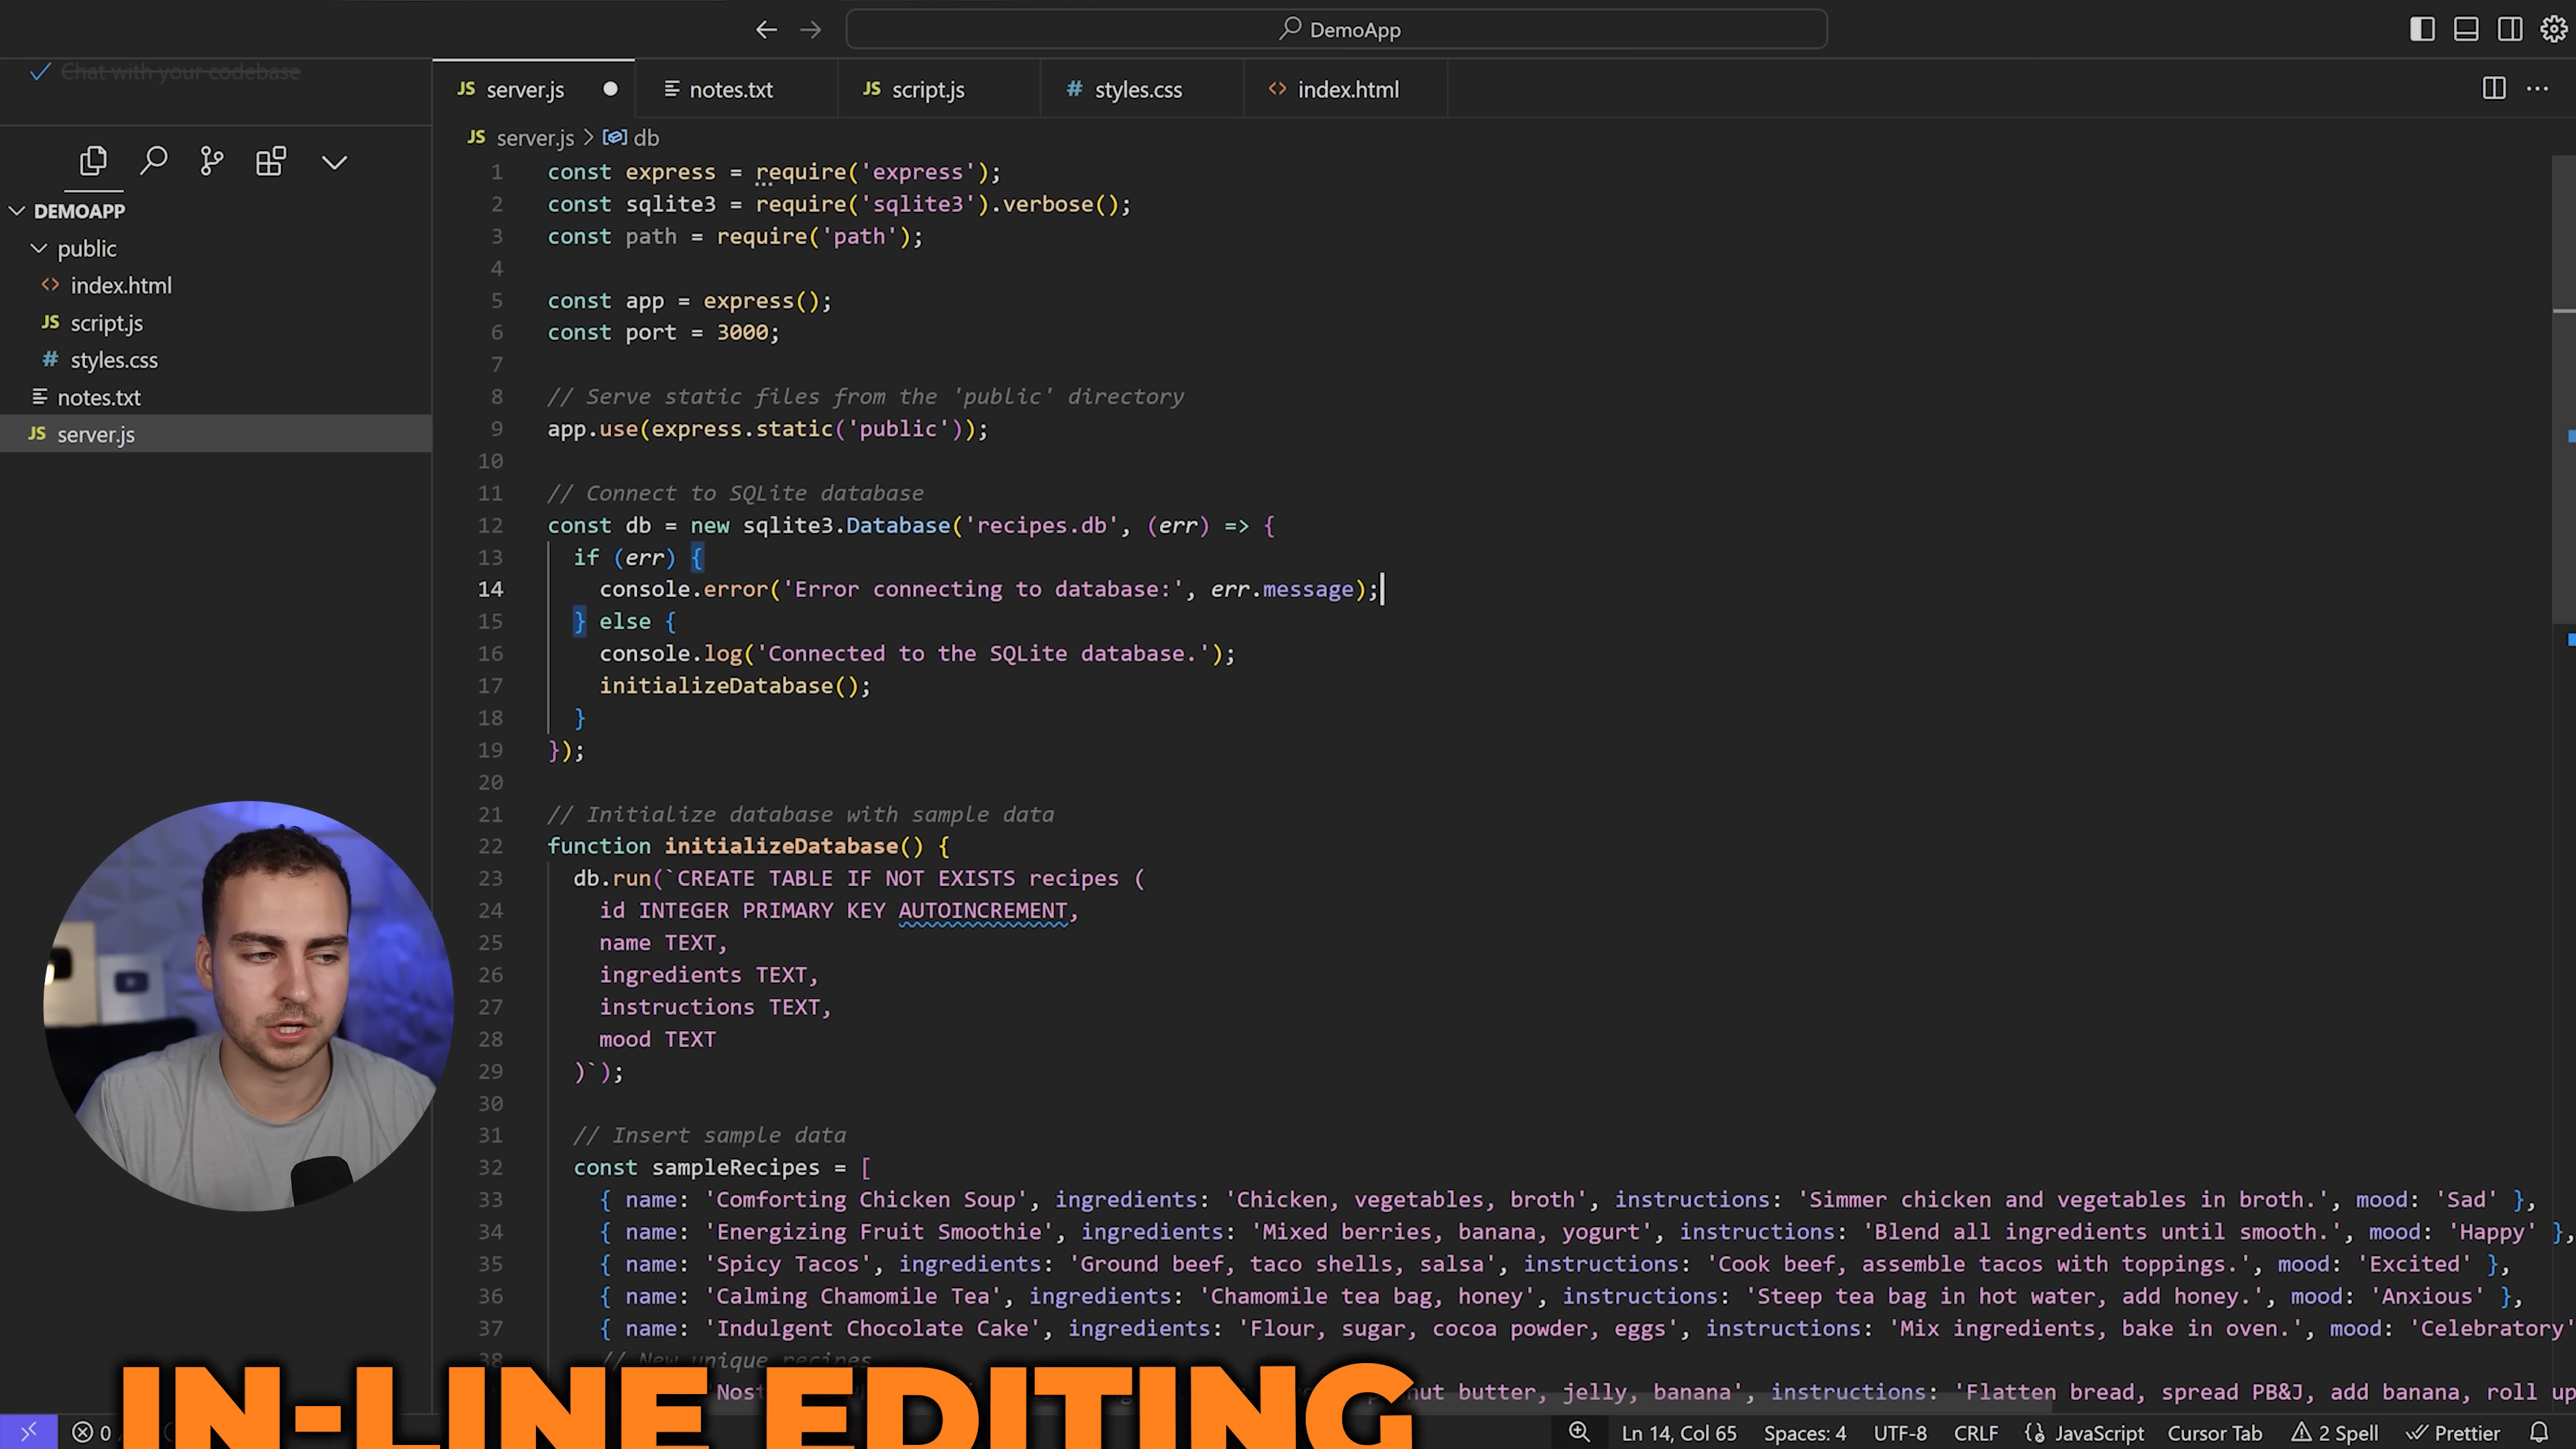 DemoApp
Chat with your codebase
server.js
notes.txt
script.js
styles.css
index.html
server.js > db
DEMOAPP
public
index.html
script.js
styles.css
notes.txt
server.js
1 const express = require('express');
2 const sqlite3 = require('sqlite3').verbose();
3 const path = require('path');
4
5 const app = express();
6 const port = 3000;
7
8 // Serve static files from the 'public' directory
9 app.use(express.static('public'));
10
11 // Connect to SQLite database
12 const db = new sqlite3.Database('recipes.db', (err) => {
13 if (err) {
14 console.error('Error connecting to database:', err.message);
15 } else {
16 console.log('Connected to the SQLite database.');
17 initializeDatabase();
18 }
19 });
20
21 // Initialize database with sample data
22 function initializeDatabase() {
23 db.run(`CREATE TABLE IF NOT EXISTS recipes (
24 id INTEGER PRIMARY KEY AUTOINCREMENT,
25 name TEXT,
26 ingredients TEXT,
27 instructions TEXT,
28 mood TEXT
29 )`);
30
31 // Insert sample data
32 const sampleRecipes = [
33 { name: 'Comforting Chicken Soup', ingredients: 'Chicken, vegetables, broth', instructions: 'Simmer chicken and vegetables in broth.', mood: 'Sad' },
34 { name: 'Energizing Fruit Smoothie', ingredients: 'Mixed berries, banana, yogurt', instructions: 'Blend all ingredients until smooth.', mood: 'Happy' },
35 { name: 'Spicy Tacos', ingredients: 'Ground beef, taco shells, salsa', instructions: 'Cook beef, assemble tacos with toppings.', mood: 'Excited' },
36 { name: 'Calming Chamomile Tea', ingredients: 'Chamomile tea bag, honey', instructions: 'Steep tea bag in hot water, add honey.', mood: 'Anxious' },
37 { name: 'Indulgent Chocolate Cake', ingredients: 'Flour, sugar, cocoa powder, eggs', instructions: 'Mix ingredients, bake in oven.', mood: 'Celebratory'
38 // New unique recipes
butter, jelly, banana', instructions: 'Flatten bread, spread PB&J, add banana, roll up
IN-LINE EDITING
0
Ln 14, Col 65 Spaces: 4 UTF-8 CRLF JavaScript Cursor Tab 2 Spell Prettier